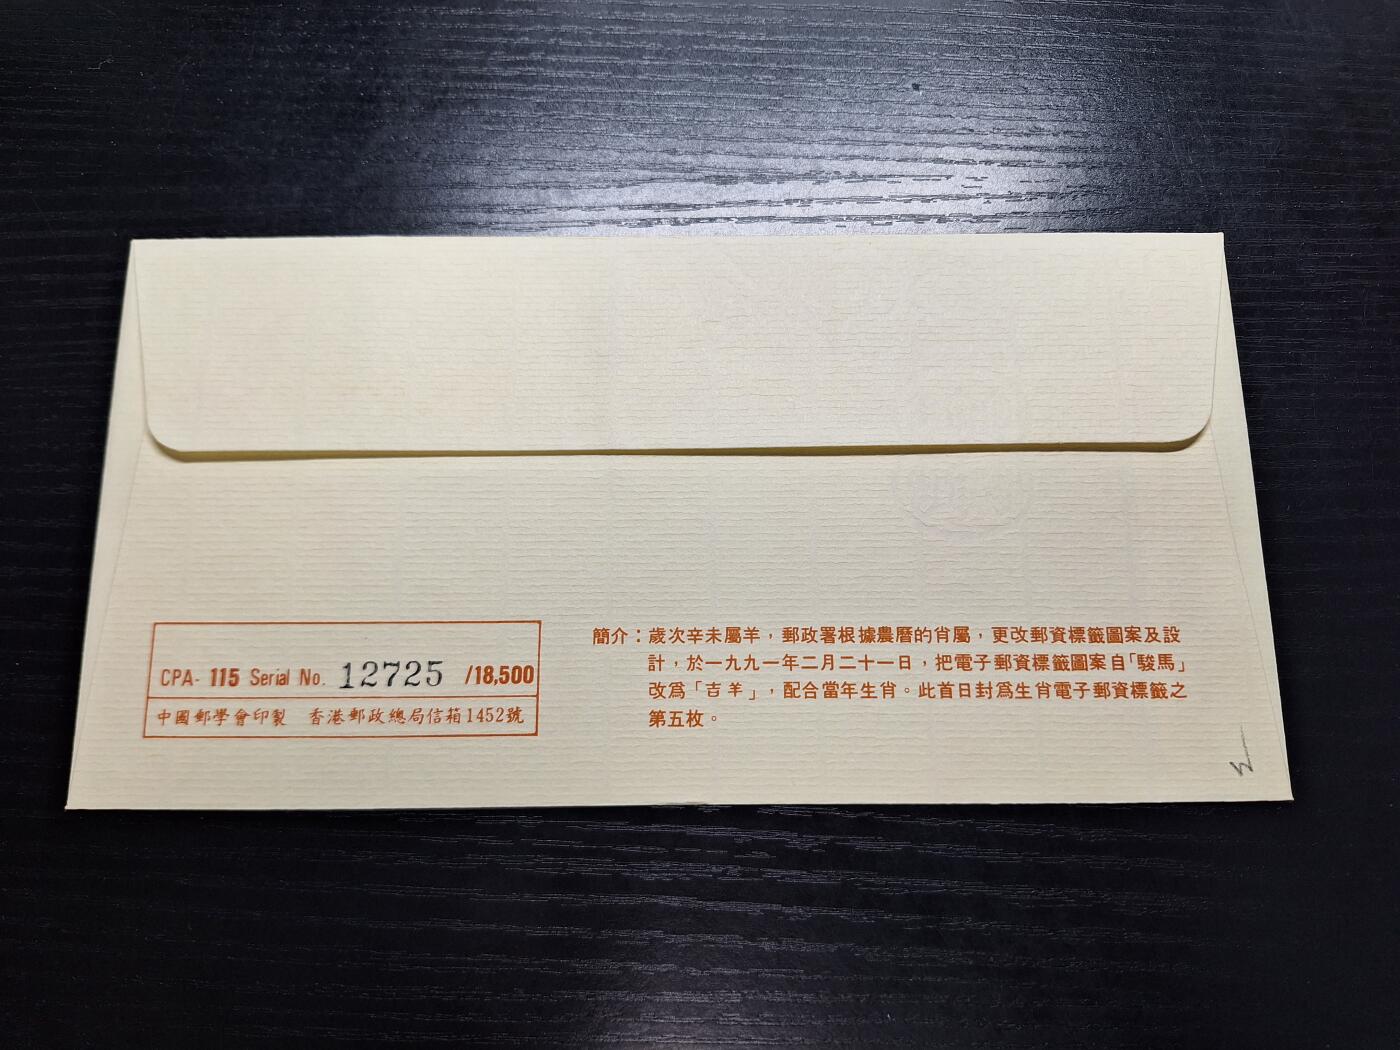 CPA- 115 Serial No. 12725 /18,500
中國郵學會印製 香港郵政總局信箱1452號
簡介：歲次辛未屬羊，郵政署根據農曆的肖屬，更改郵資標籤圖案及設
計，於一九九一年二月二十一日，把電子郵資標籤圖案自「駿馬」
改爲「吉羊」，配合當年生肖。此首日封爲生肖電子郵資標籤之
第五枚。